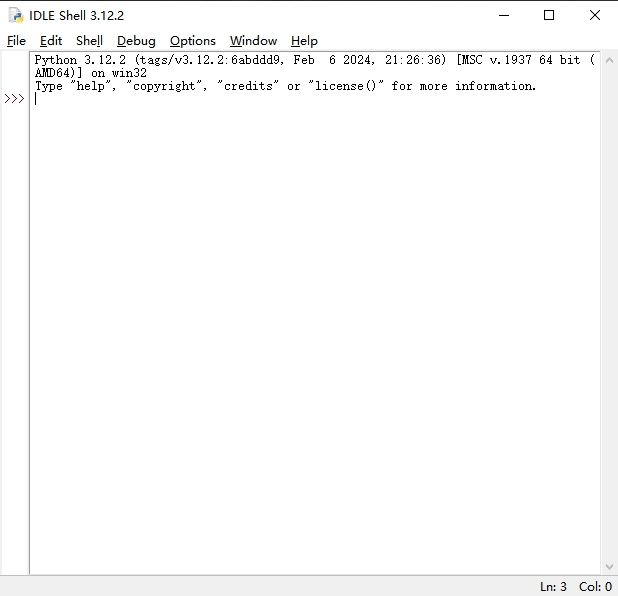 IDLE Shell 3.12.2
File Edit Shell Debug Options Window Help
Python 3.12.2 (tags/v3.12.2:6abddd9, Feb  6 2024, 21:26:36) [MSC v.1937 64 bit (
AMD64)] on win32
Type "help", "copyright", "credits" or "license()" for more information.
>>>
Ln: 3 Col: 0